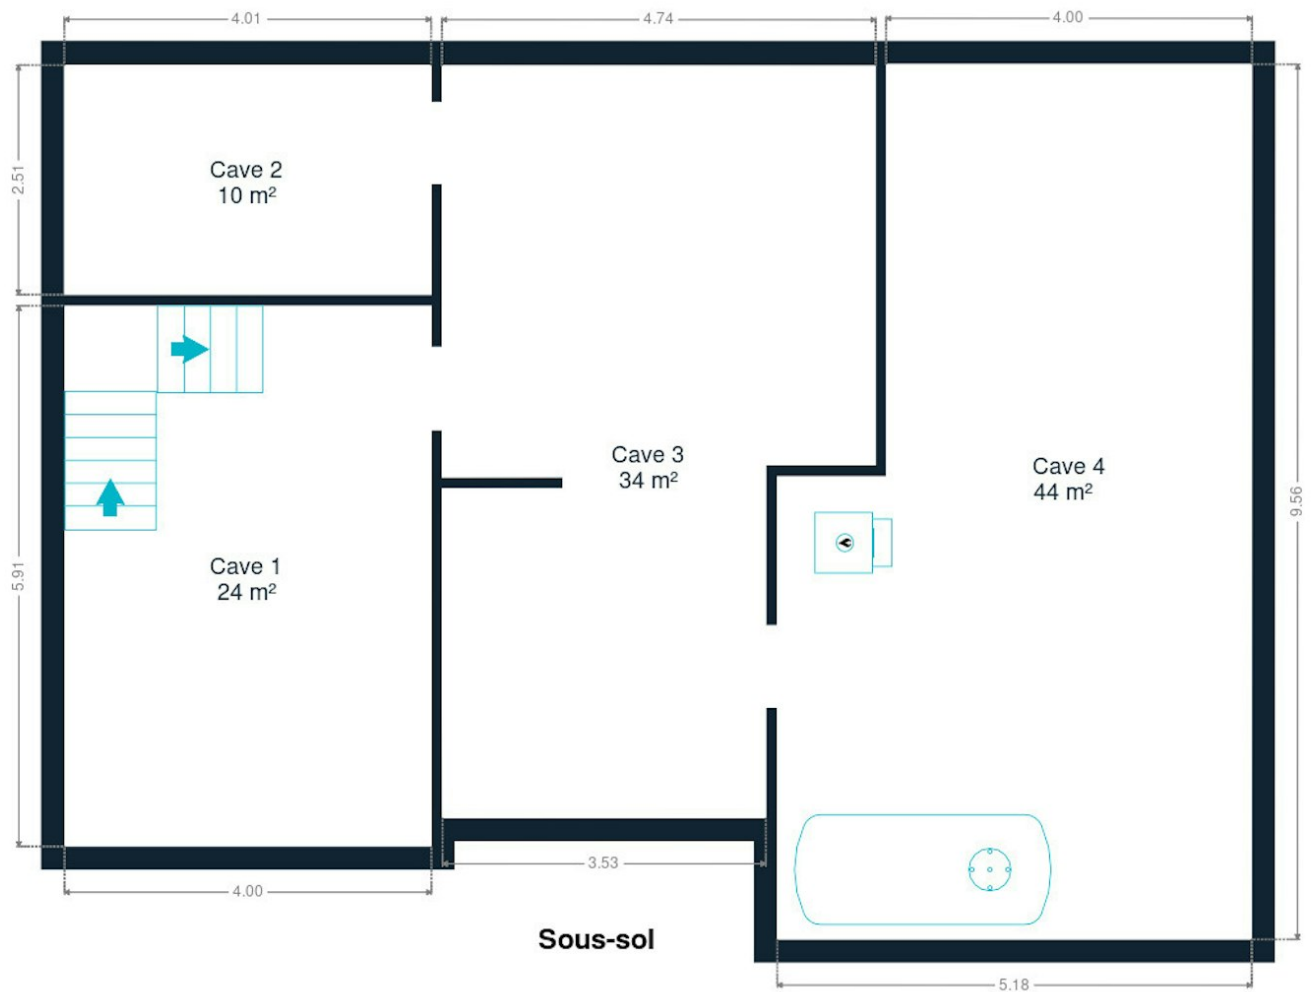 4.01
4.74
4.00
2.51
Cave 2
10 m²
Cave 3
34 m²
Cave 4
44 m²
9.56
5.91
Cave 1
24 m²
3.53
4.00
Sous-sol
5.18